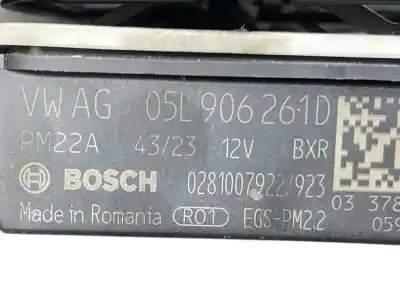 VW AG 05L 906 261D
PM22A 43/23 12V BXR
BOSCH 0281007922/923
03 378
Made in Romania R01 EGS-PM2.2
059